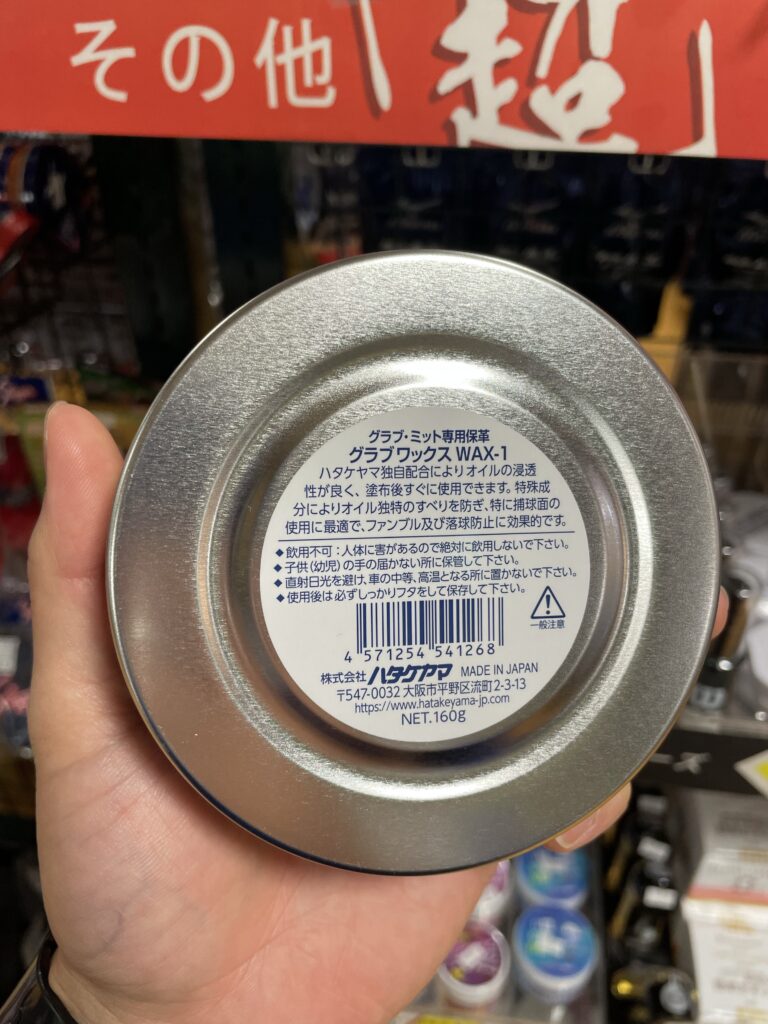 その他「超」
グラブ・ミット専用保革
グラブワックス WAX-1
ハタケヤマ独自配合によりオイルの浸透
性が良く、塗布後すぐに使用できます。特殊成
分によりオイル独特のすべりを防ぎ、特に捕球面の
使用に最適で、ファンブル及び落球防止に効果的です。
◆飲用不可：人体に害があるので絶対に飲用しないで下さい。
◆子供（幼児）の手の届かない所に保管して下さい。
◆直射日光を避け、車の中等、高温となる所に置かないで下さい。
◆使用後は必ずしっかりフタをして保存して下さい。
一般注意
4 571254 541268
株式会社 ハタケヤマ MADE IN JAPAN
〒547-0032 大阪市平野区流町2-3-13
https://www.hatakeyama-jp.com
NET.160g